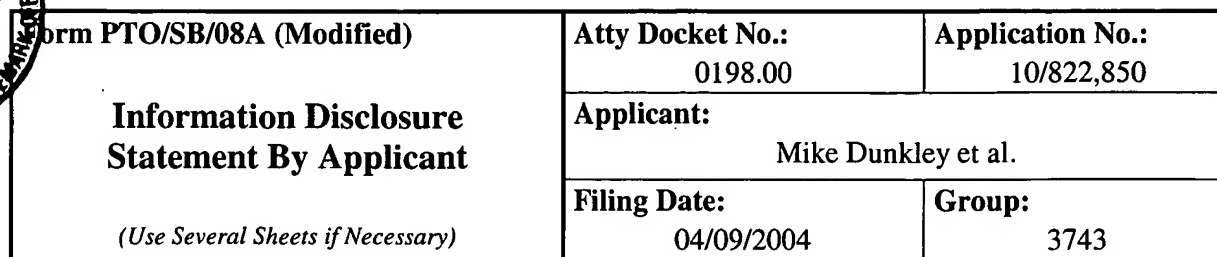 Form PTO/SB/08A (Modified)
Information Disclosure
Statement By Applicant
(Use Several Sheets if Necessary)
Atty Docket No.:
0198.00
Application No.:
10/822,850
Applicant:
Mike Dunkley et al.
Filing Date:
04/09/2004
Group:
3743